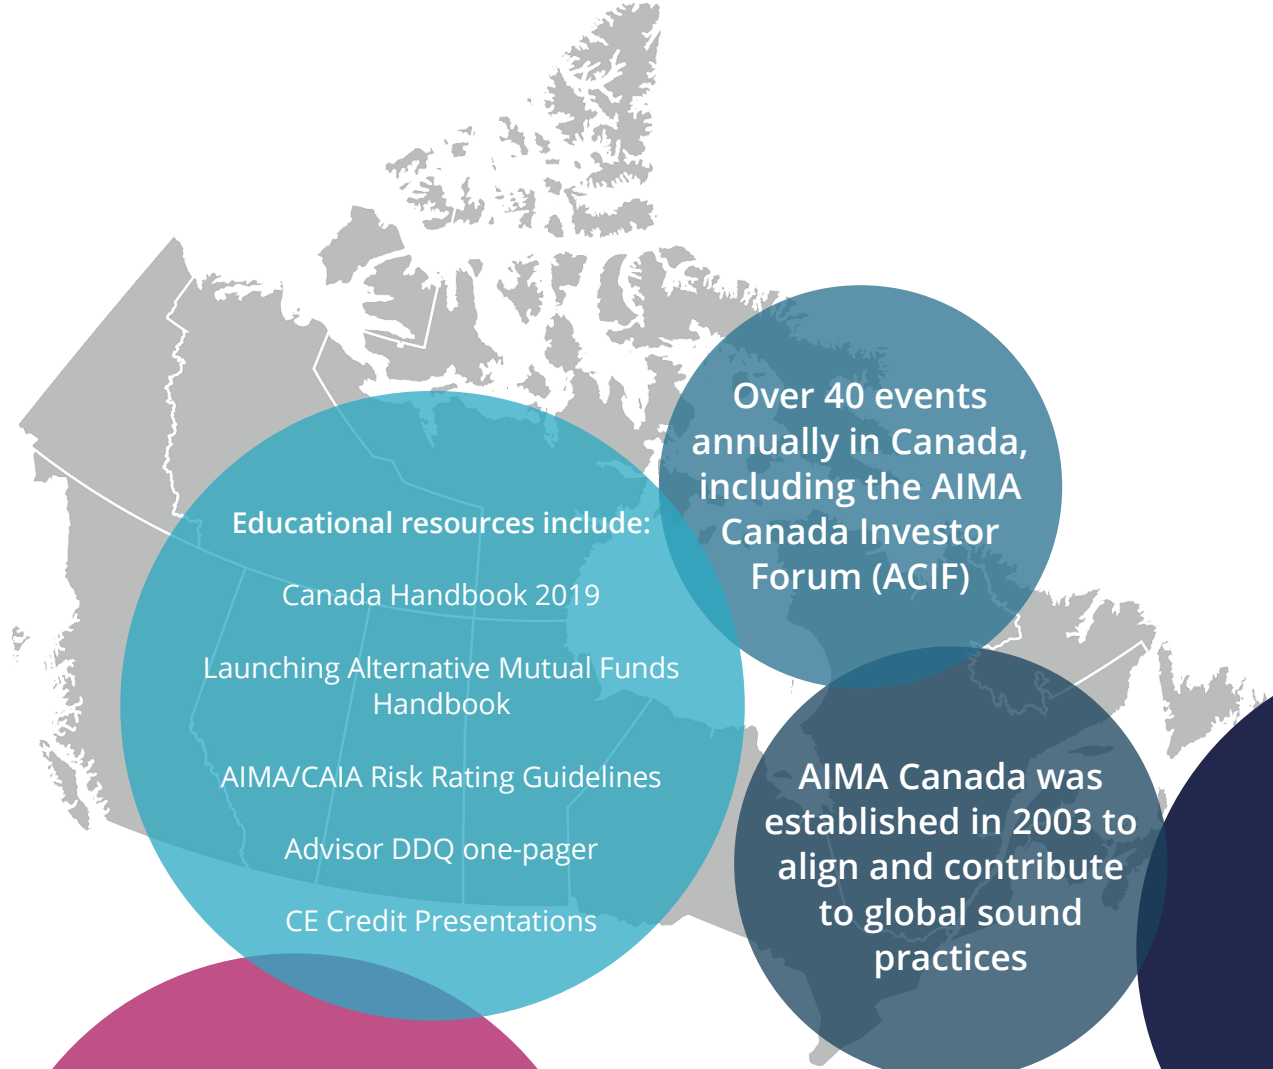 Over 40 events
annually in Canada,
including the AIMA
Canada Investor
Forum (ACIF)
Educational resources include:
Canada Handbook 2019
Launching Alternative Mutual Funds
Handbook
AIMA/CAIA Risk Rating Guidelines
Advisor DDQ one-pager
CE Credit Presentations
AIMA Canada was
established in 2003 to
align and contribute
to global sound
practices